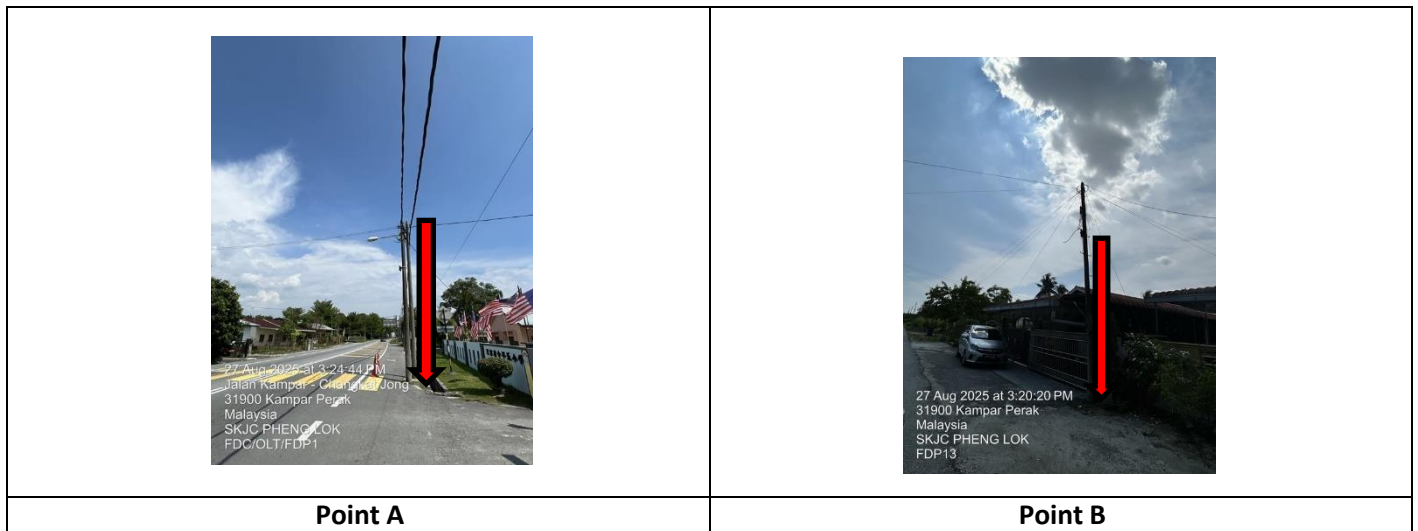 27 Aug 2025 at 3:24:44 PM
Jalan Kampar - Changkat Jong
31900 Kampar Perak
Malaysia
SKJC PHENG LOK
FDC/OLT/FDP1
27 Aug 2025 at 3:20:20 PM
31900 Kampar Perak
Malaysia
SKJC PHENG LOK
FDP13
Point A
Point B